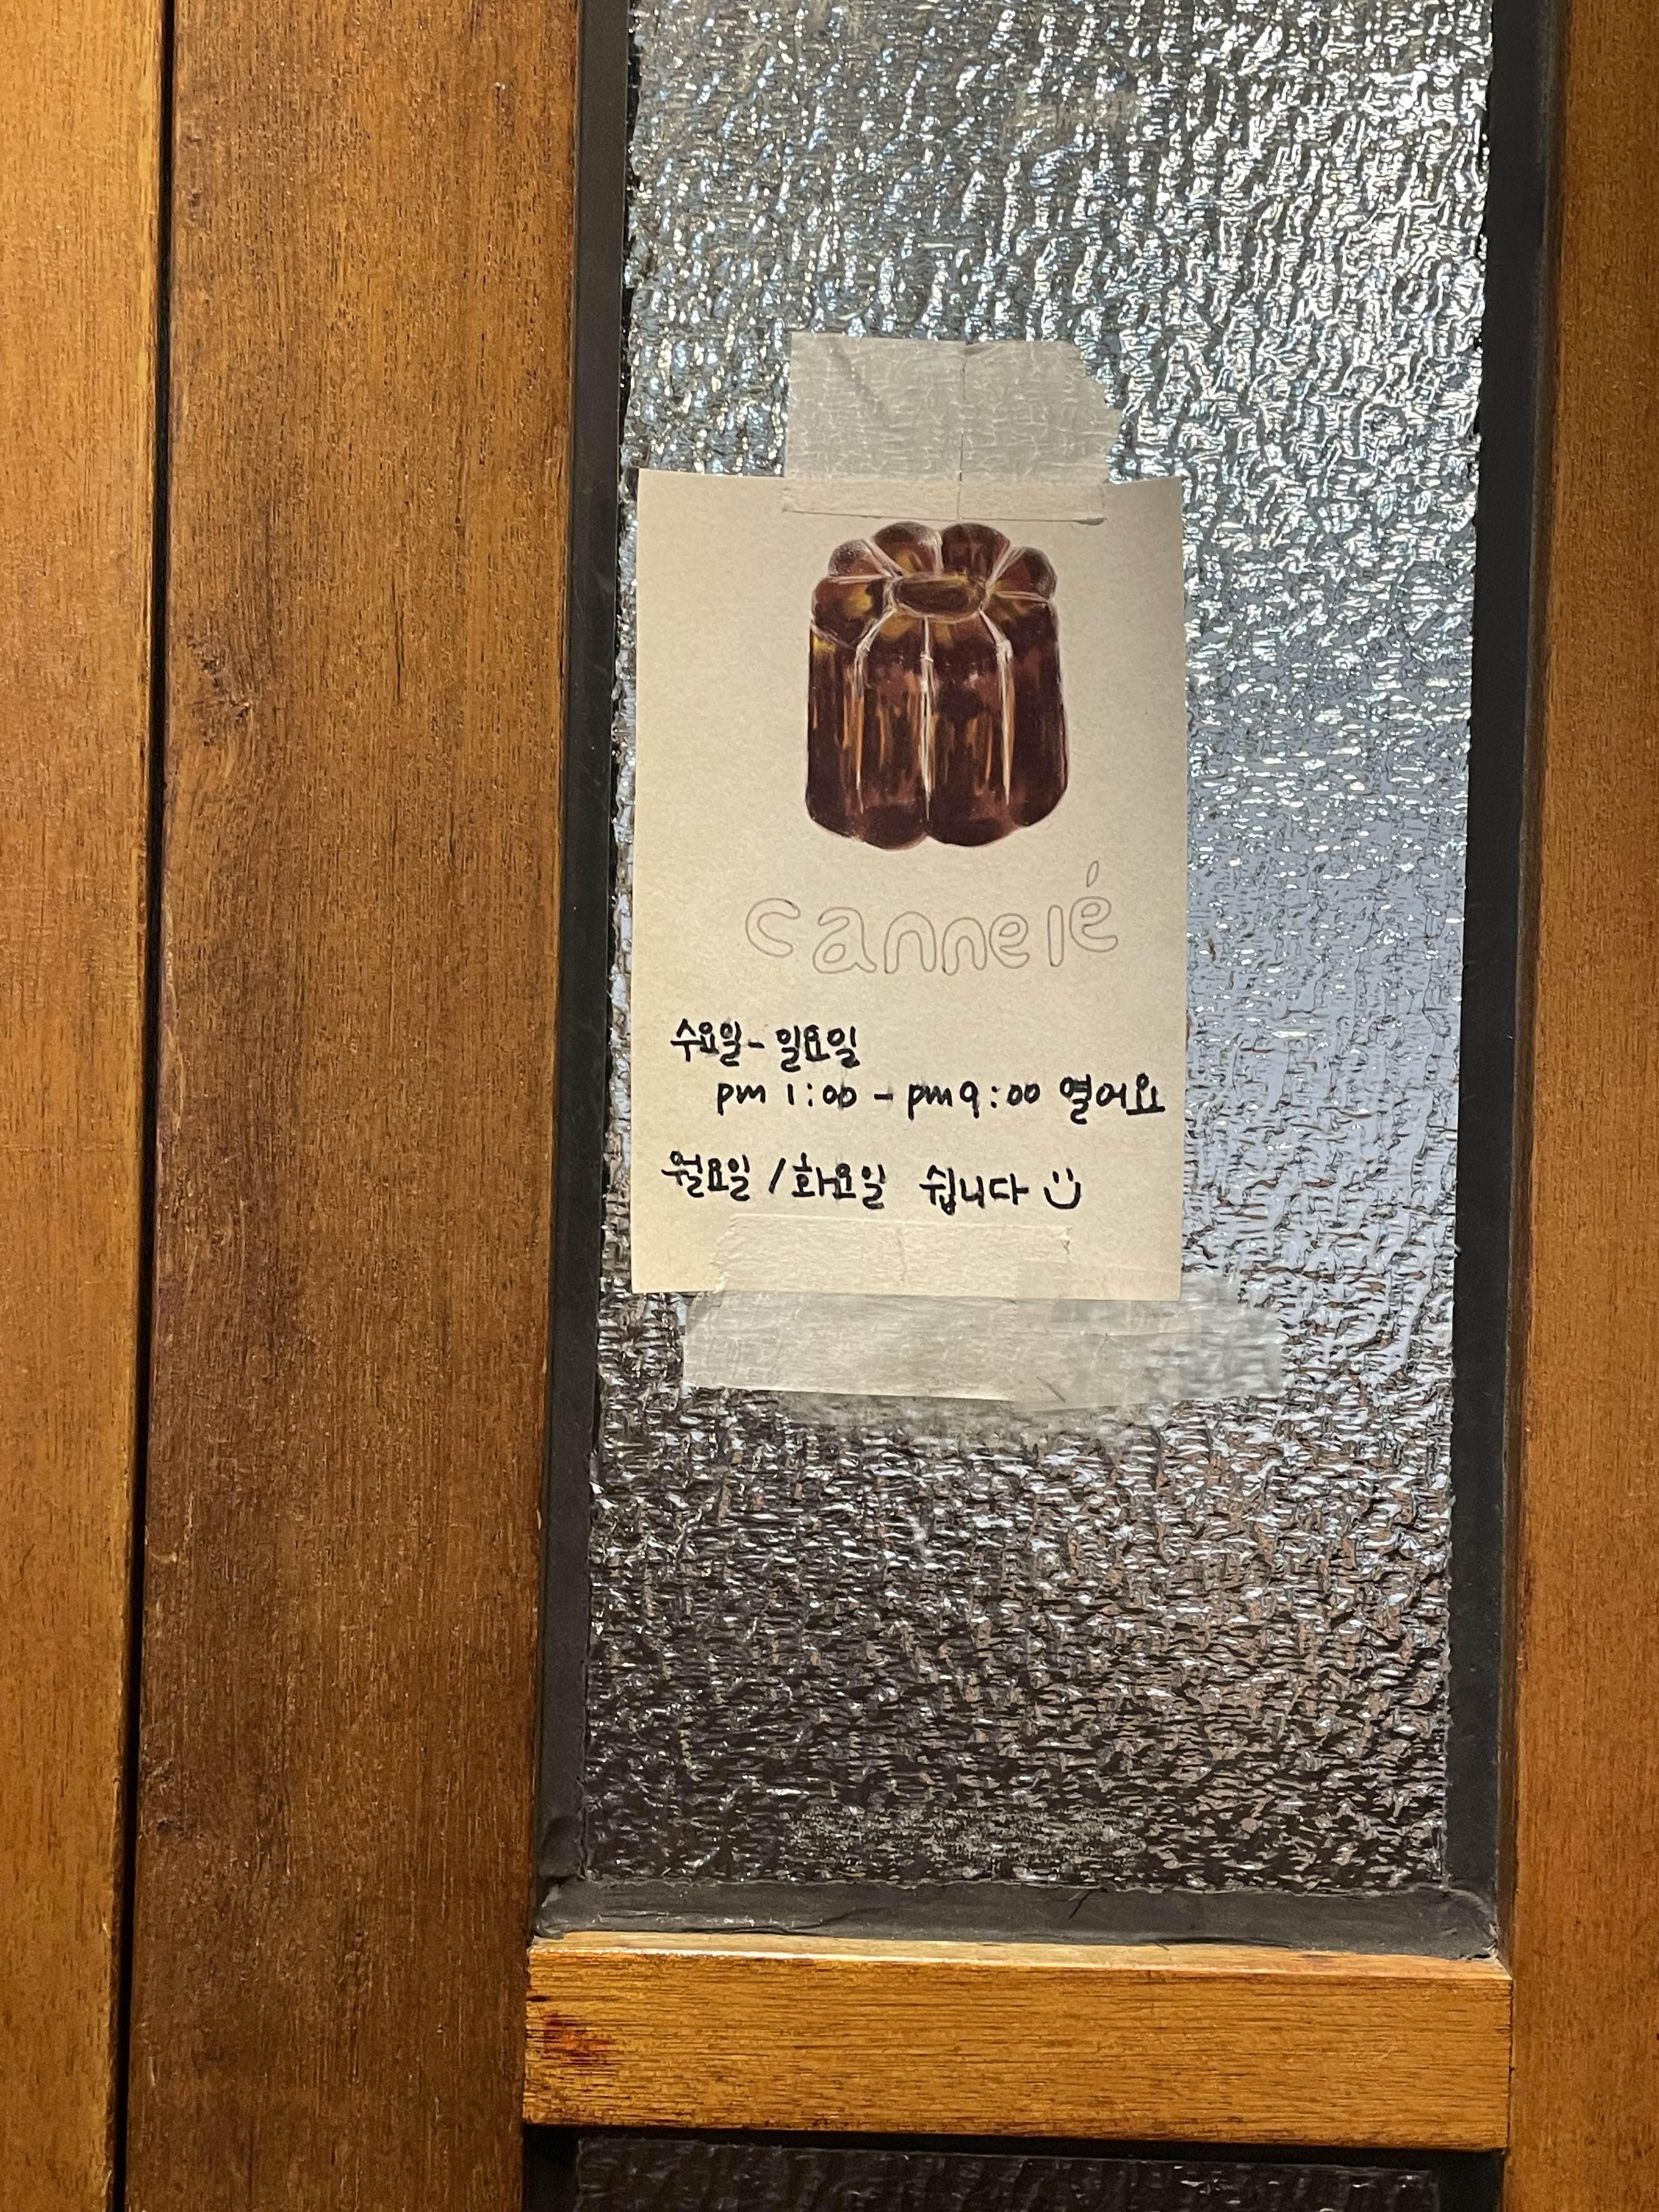 cannelé
수요일 - 일요일
pm 1:00 - pm 9:00 열어요
월요일 / 화요일 쉽니다 :)